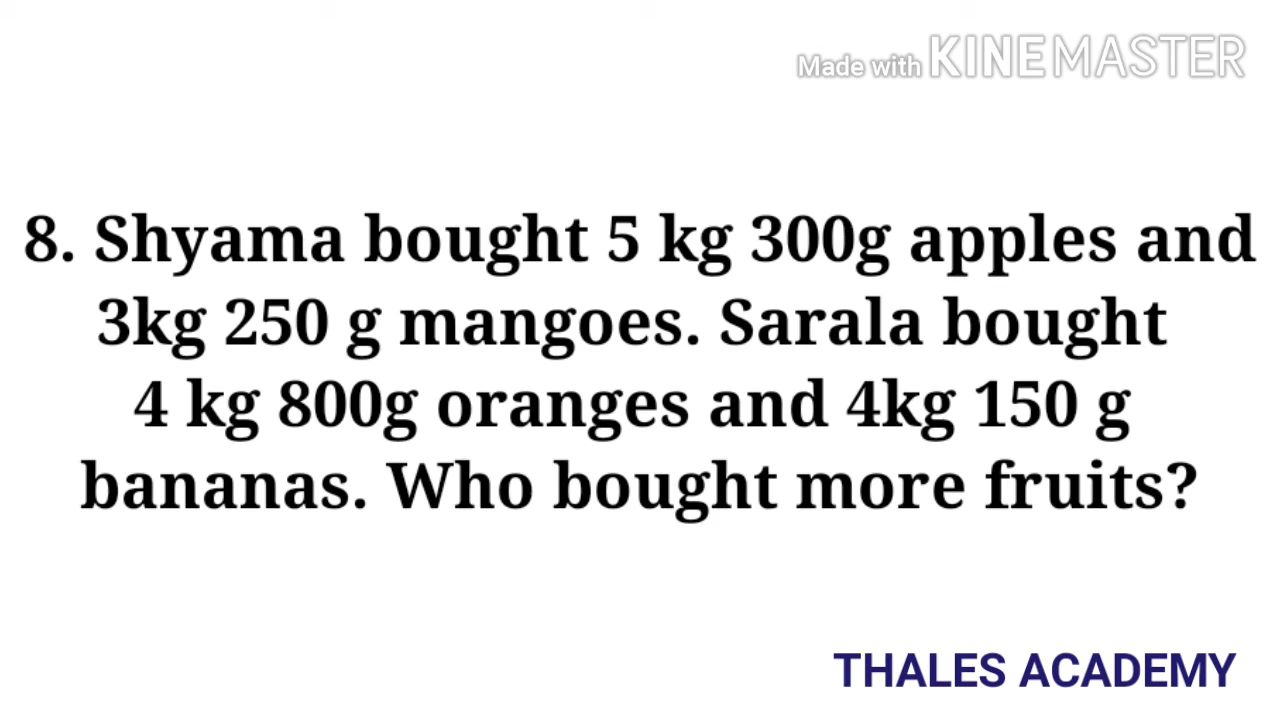 Made with KINEMASTER
8. Shyama bought 5 kg 300g apples and
3kg 250 g mangoes. Sarala bought
4 kg 800g oranges and 4kg 150 g
bananas. Who bought more fruits?
THALES ACADEMY